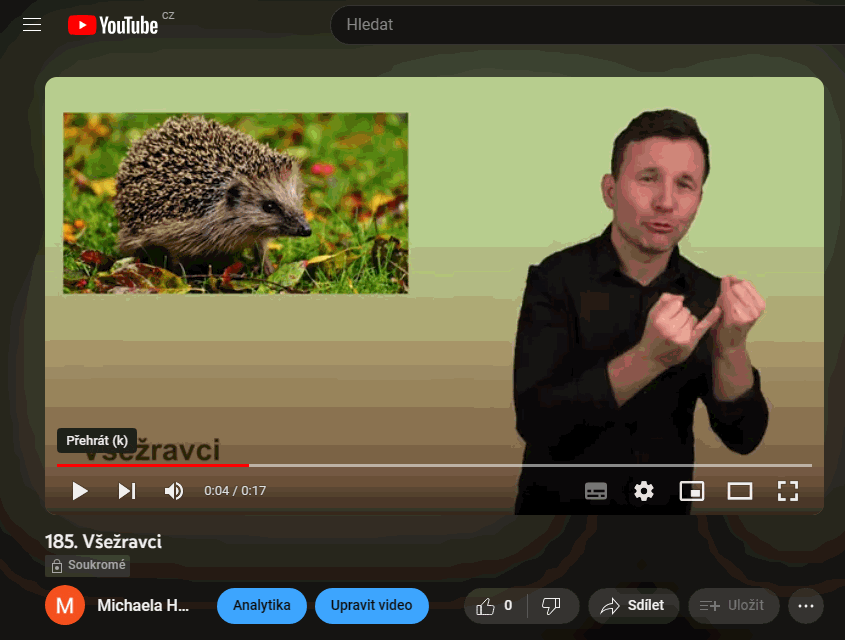 YouTube CZ
Hledat
Přehrát (k)
Všežravci
0:04 / 0:17
185. Všežravci
Soukromé
M Michaela H... Analytika Upravit video 0 Sdílet Uložit